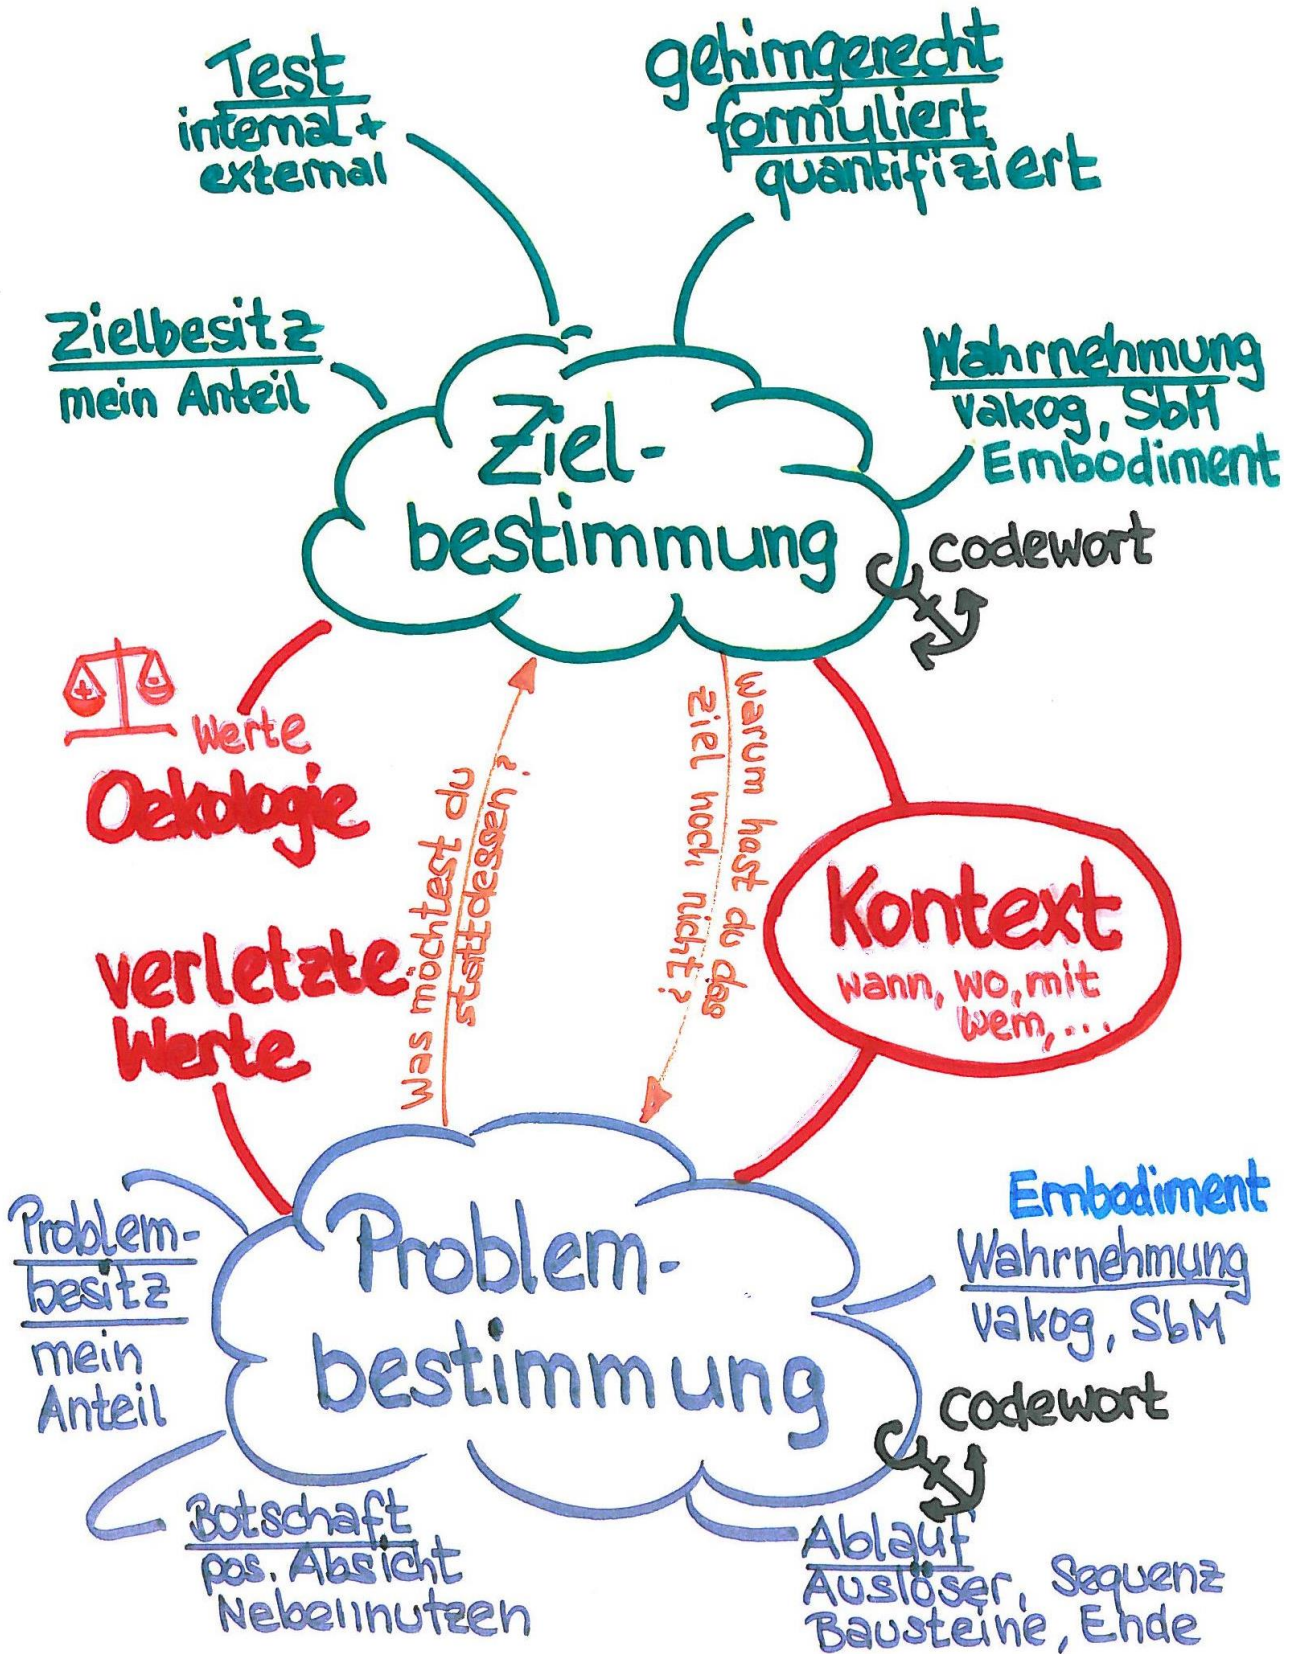 Test
internal +
external
gehirngerecht
formuliert
quantifiziert
Zielbesitz
mein Anteil
Wahrnehmung
vakog, SbM
Embodiment
Ziel-
bestimmung
Codewort
+ -
Werte
Oekologie
Was möchtest du
stattdessen?
warum hast du das
Ziel noch nicht?
Kontext
wann, wo, mit
wem, ...
verletzte
Werte
Problem-
besitz
mein
Anteil
Problem-
bestimmung
Embodiment
Wahrnehmung
vakog, SbM
Codewort
Botschaft
pos. Absicht
Nebennutzen
Ablauf
Auslöser, Sequenz
Bausteine, Ende